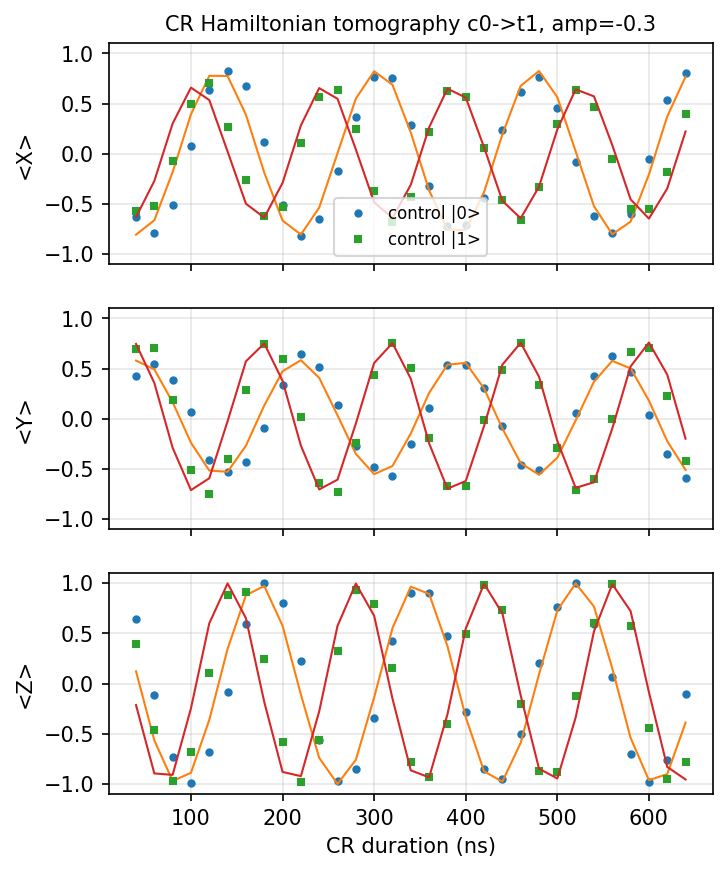 CR Hamiltonian tomography c0->t1, amp=-0.3
1.0
0.5
0.0
−0.5
−1.0
<X>
control |0>
control |1>
1.0
0.5
0.0
−0.5
−1.0
<Y>
1.0
0.5
0.0
−0.5
−1.0
<Z>
100 200 300 400 500 600
CR duration (ns)